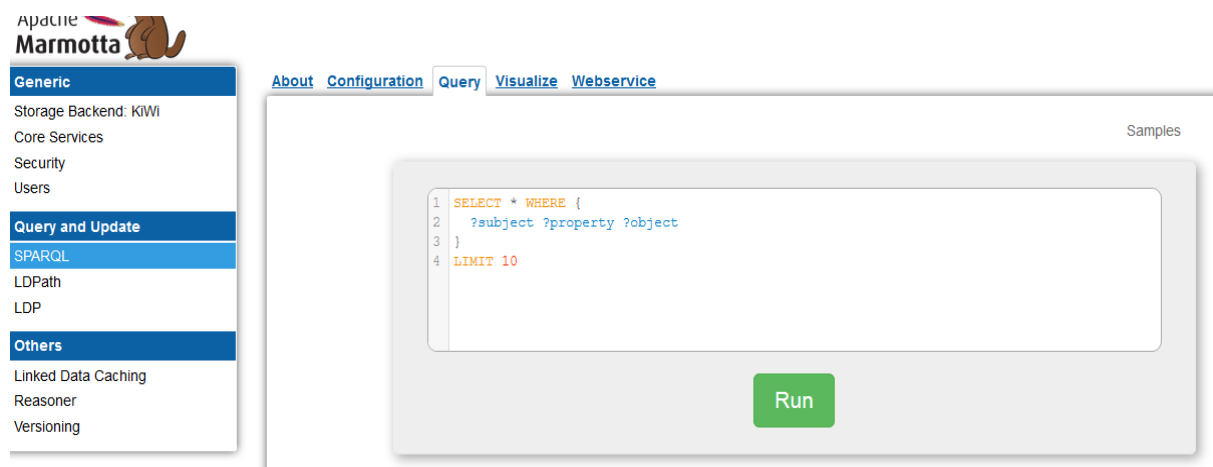 Apache
Marmotta
Generic
Storage Backend: KiWi
Core Services
Security
Users
Query and Update
SPARQL
LDPath
LDP
Others
Linked Data Caching
Reasoner
Versioning
About Configuration Query Visualize Webservice
Samples
1 SELECT * WHERE {
2 ?subject ?property ?object
3 }
4 LIMIT 10
Run